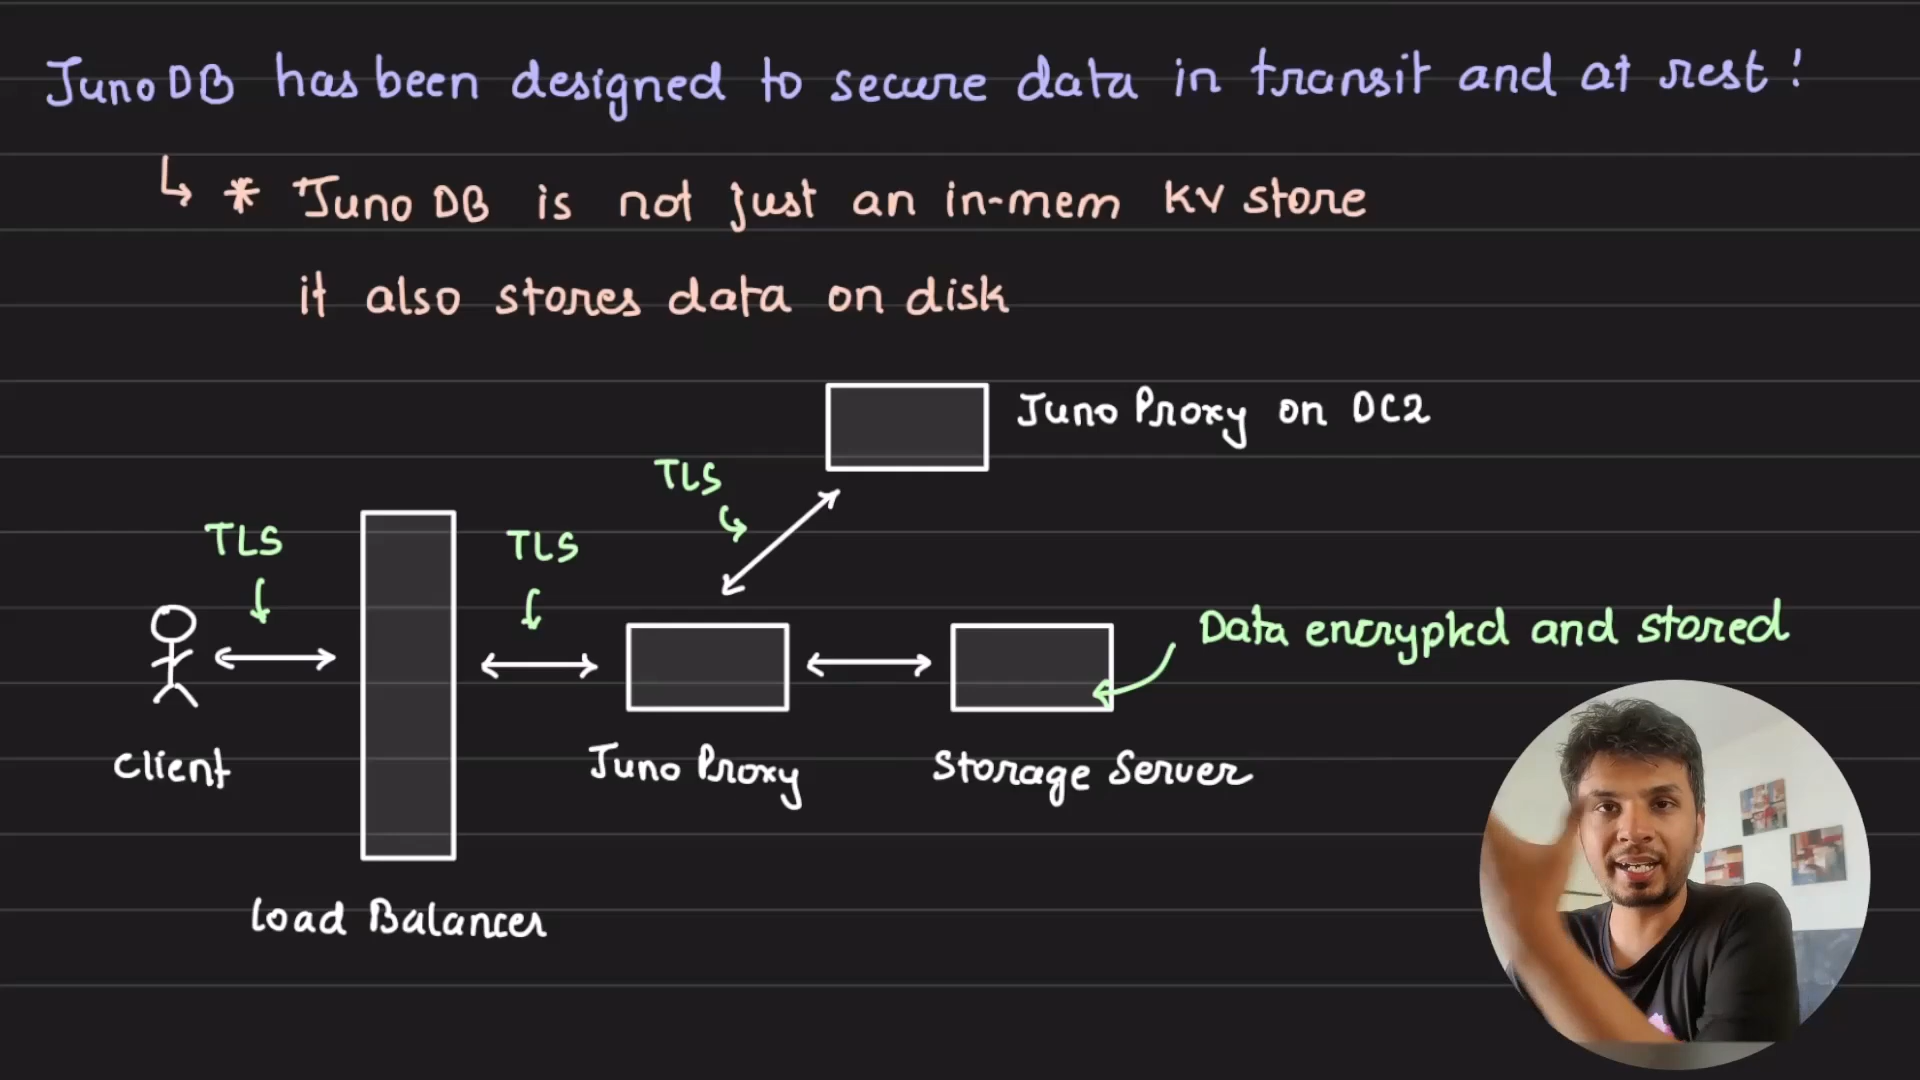 JunoDB has been designed to secure data in transit and at rest!
↳ * JunoDB is not just an in-mem KV store
it also stores data on disk
Juno Proxy on DC2
TLS
TLS
TLS
Data encrypted and stored
Client
Juno Proxy
Storage Server
Load Balancer